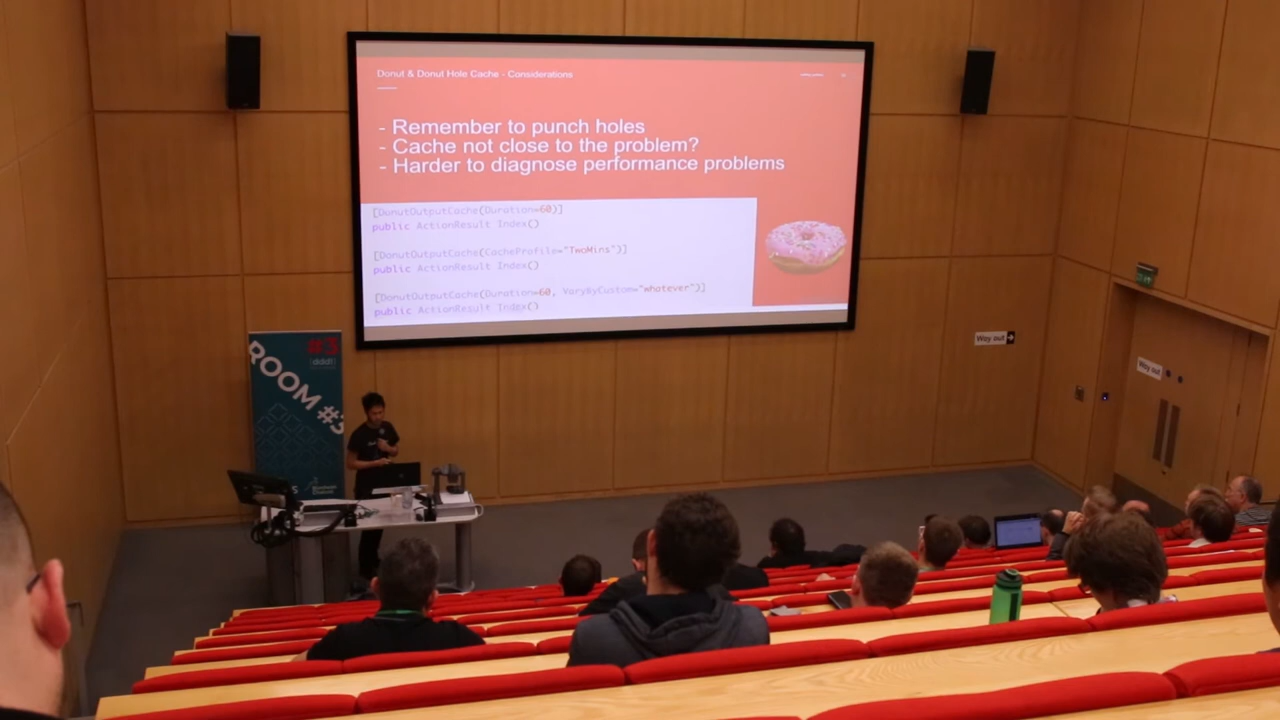 Donut & Donut Hole Cache - Considerations
- Remember to punch holes
- Cache not close to the problem?
- Harder to diagnose performance problems
[DonutOutputCache(Duration=60)]
public ActionResult Index()
[DonutOutputCache(CacheProfile="TwoMins")]
public ActionResult Index()
[DonutOutputCache(Duration=60, VaryByCustom="whatever")]
public ActionResult Index()
#3
ROOM #3
Way out
Way out